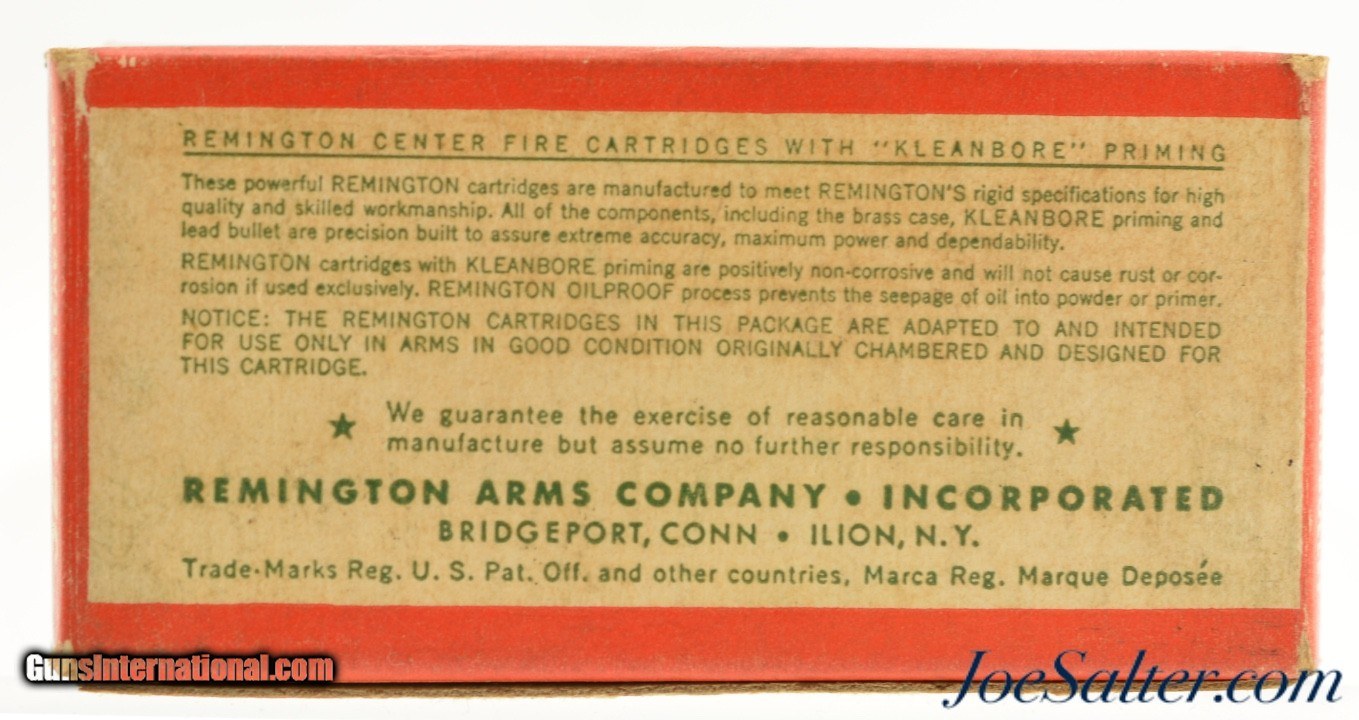 REMINGTON CENTER FIRE CARTRIDGES WITH "KLEANBORE" PRIMING
These powerful REMINGTON cartridges are manufactured to meet REMINGTON'S rigid specifications for high
quality and skilled workmanship. All of the components, including the brass case, KLEANBORE priming and
lead bullet are precision built to assure extreme accuracy, maximum power and dependability.
REMINGTON cartridges with KLEANBORE priming are positively non-corrosive and will not cause rust or cor-
rosion if used exclusively. REMINGTON OILPROOF process prevents the seepage of oil into powder or primer.
NOTICE: THE REMINGTON CARTRIDGES IN THIS PACKAGE ARE ADAPTED TO AND INTENDED
FOR USE ONLY IN ARMS IN GOOD CONDITION ORIGINALLY CHAMBERED AND DESIGNED FOR
THIS CARTRIDGE.
★ We guarantee the exercise of reasonable care in ★
manufacture but assume no further responsibility.
REMINGTON ARMS COMPANY • INCORPORATED
BRIDGEPORT, CONN • ILION, N.Y.
Trade-Marks Reg. U. S. Pat. Off. and other countries, Marca Reg. Marque Deposée
GunsInternational.com
JoeSalter.com